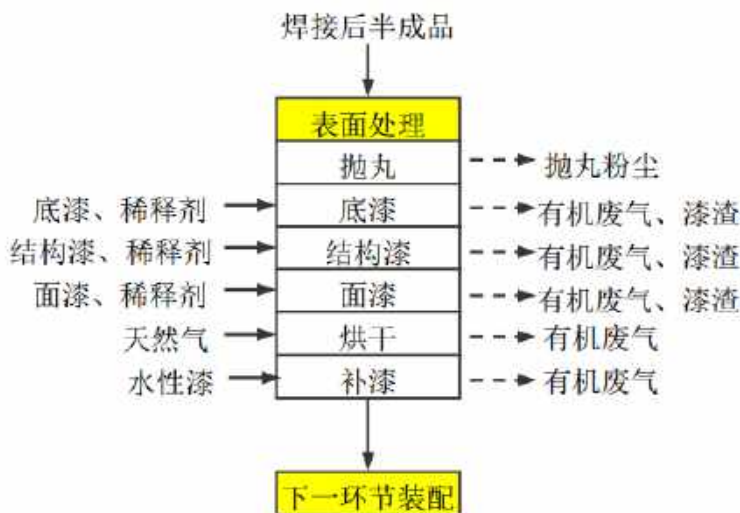 焊接后半成品
表面处理
抛丸 抛丸粉尘
底漆、稀释剂 底漆 有机废气、漆渣
结构漆、稀释剂 结构漆 有机废气、漆渣
面漆、稀释剂 面漆 有机废气、漆渣
天然气 烘干 有机废气
水性漆 补漆 有机废气
下一环节装配